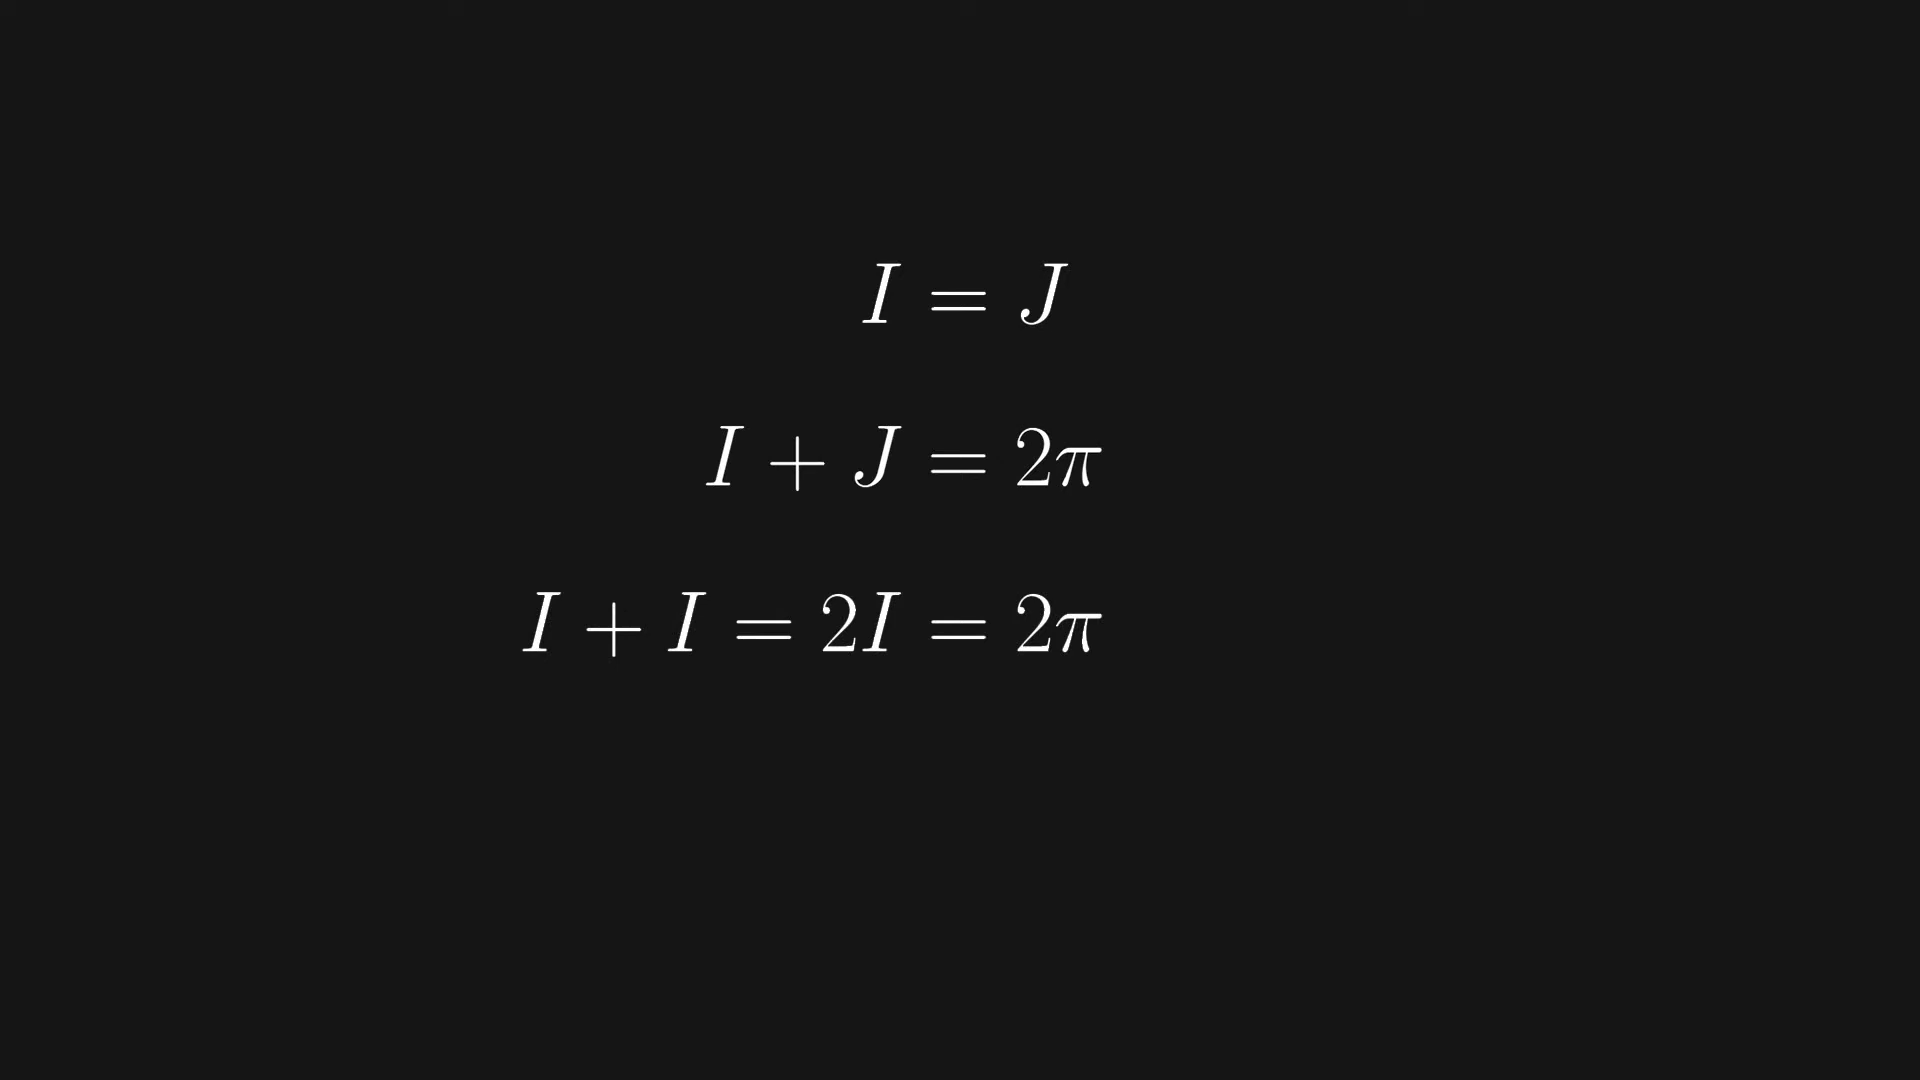 I = J
I + J = 2π
I + I = 2I = 2π